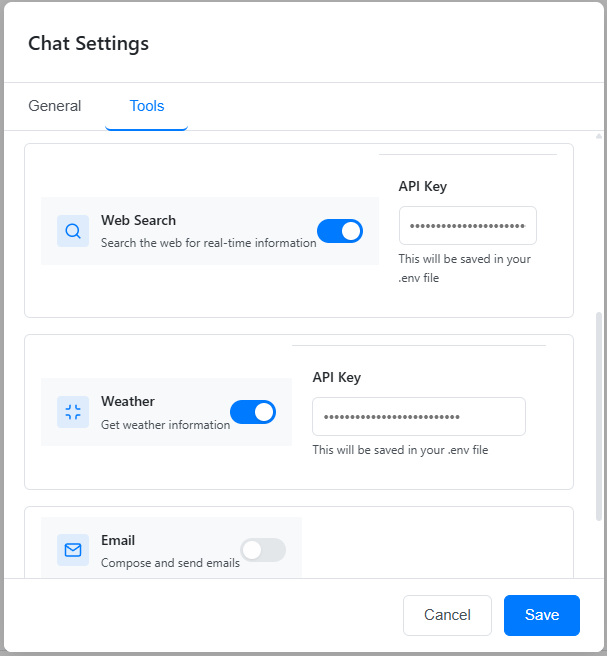 Chat Settings
General
Tools
Web Search
Search the web for real-time information
API Key
••••••••••••••••••••••
This will be saved in your
.env file
Weather
Get weather information
API Key
••••••••••••••••••••••••••
This will be saved in your .env file
Email
Compose and send emails
Cancel
Save